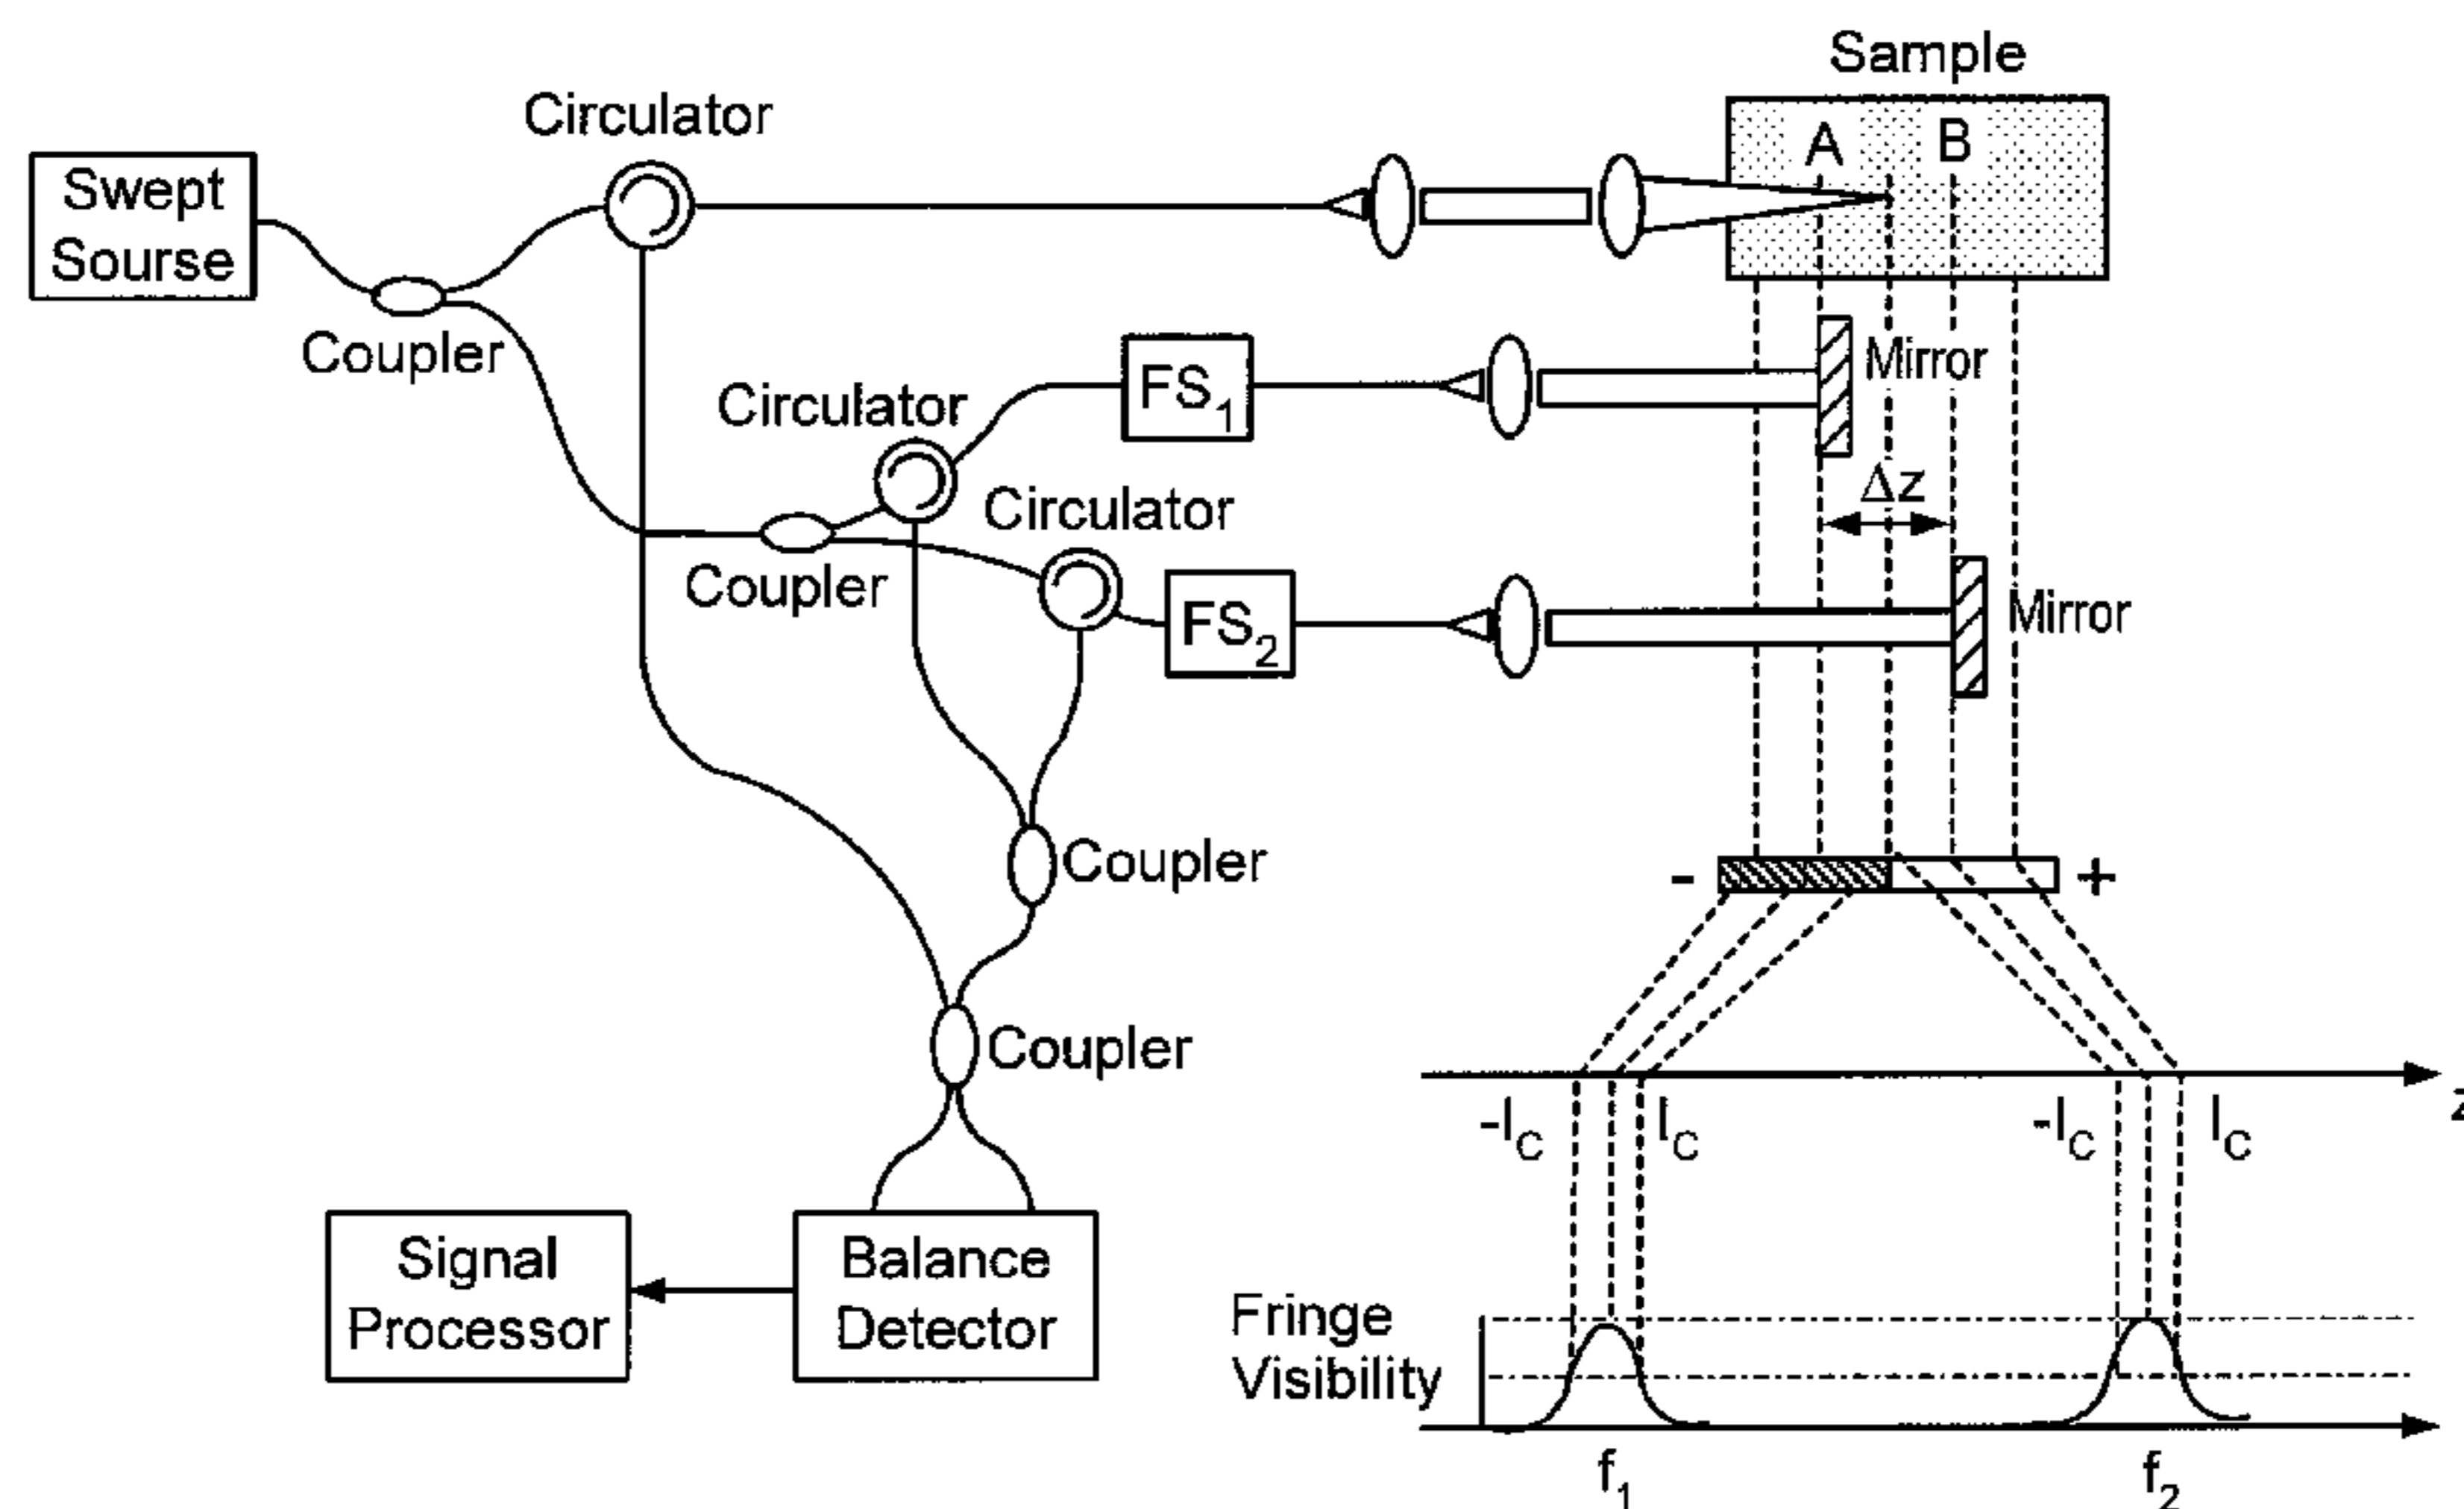 Sample
Circulator
A
B
Swept
Sourse
Coupler
Mirror
FS1
Circulator
Δz
Circulator
Coupler
FS2
Mirror
Coupler
-
+
Coupler
z
-lC
lC
-lC
lC
Signal
Processor
Balance
Detector
Fringe
Visibility
f1
f2